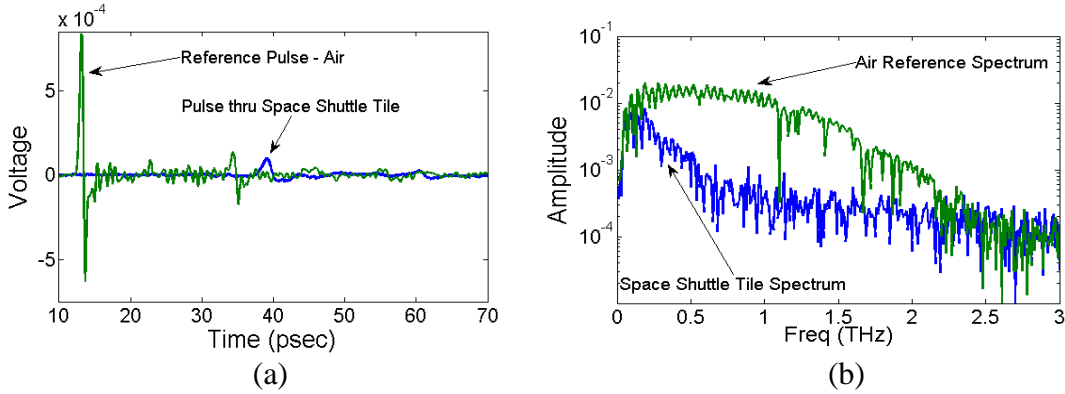 x 10-4
Voltage
5
0
-5
Reference Pulse - Air
Pulse thru Space Shuttle Tile
10 20 30 40 50 60 70
Time (psec)
(a)
Amplitude
10-1
10-2
10-3
10-4
Air Reference Spectrum
Space Shuttle Tile Spectrum
0 0.5 1 1.5 2 2.5 3
Freq (THz)
(b)